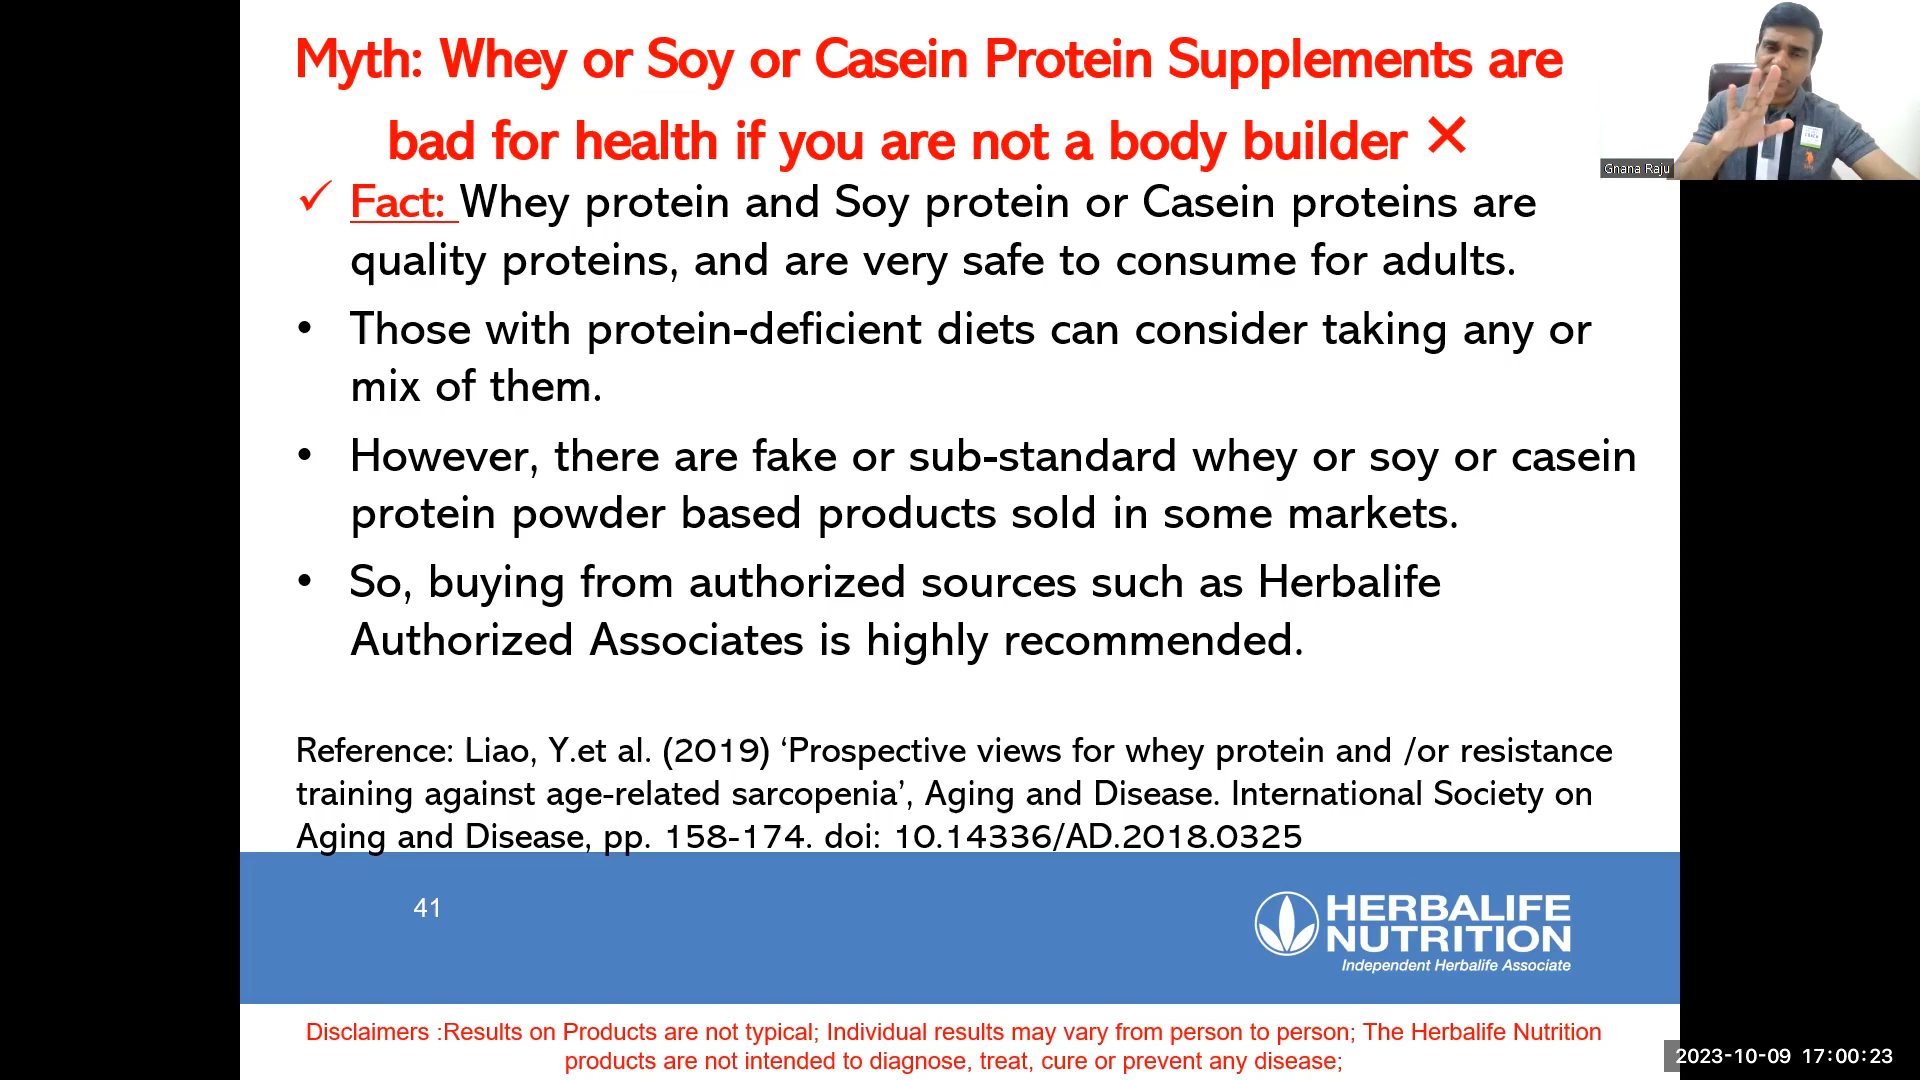 Myth: Whey or Soy or Casein Protein Supplements are
bad for health if you are not a body builder ✕
Gnana Raju
✓ Fact: Whey protein and Soy protein or Casein proteins are
quality proteins, and are very safe to consume for adults.
• Those with protein-deficient diets can consider taking any or
mix of them.
• However, there are fake or sub-standard whey or soy or casein
protein powder based products sold in some markets.
• So, buying from authorized sources such as Herbalife
Authorized Associates is highly recommended.
Reference: Liao, Y.et al. (2019) ‘Prospective views for whey protein and /or resistance
training against age-related sarcopenia’, Aging and Disease. International Society on
Aging and Disease, pp. 158-174. doi: 10.14336/AD.2018.0325
41
HERBALIFE
NUTRITION
Independent Herbalife Associate
Disclaimers :Results on Products are not typical; Individual results may vary from person to person; The Herbalife Nutrition
products are not intended to diagnose, treat, cure or prevent any disease;
2023-10-09 17:00:23